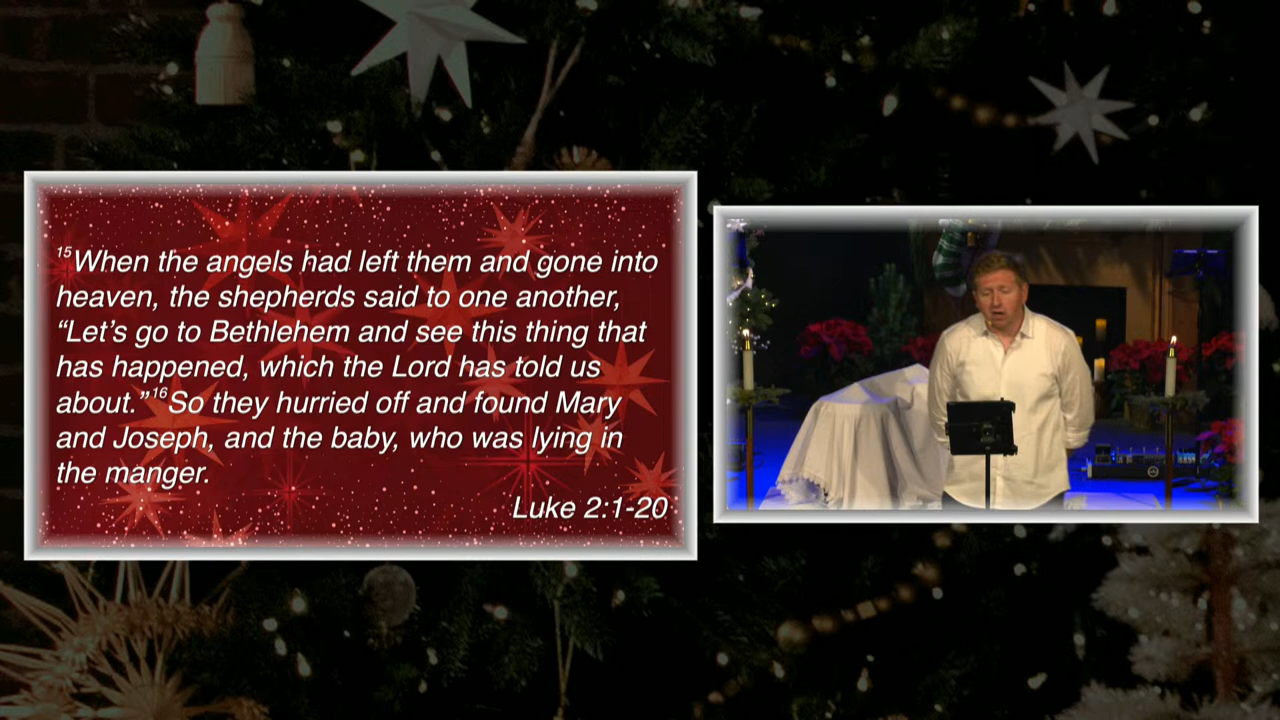 ¹⁵When the angels had left them and gone into
heaven, the shepherds said to one another,
“Let’s go to Bethlehem and see this thing that
has happened, which the Lord has told us
about.” ¹⁶So they hurried off and found Mary
and Joseph, and the baby, who was lying in
the manger.
Luke 2:1-20